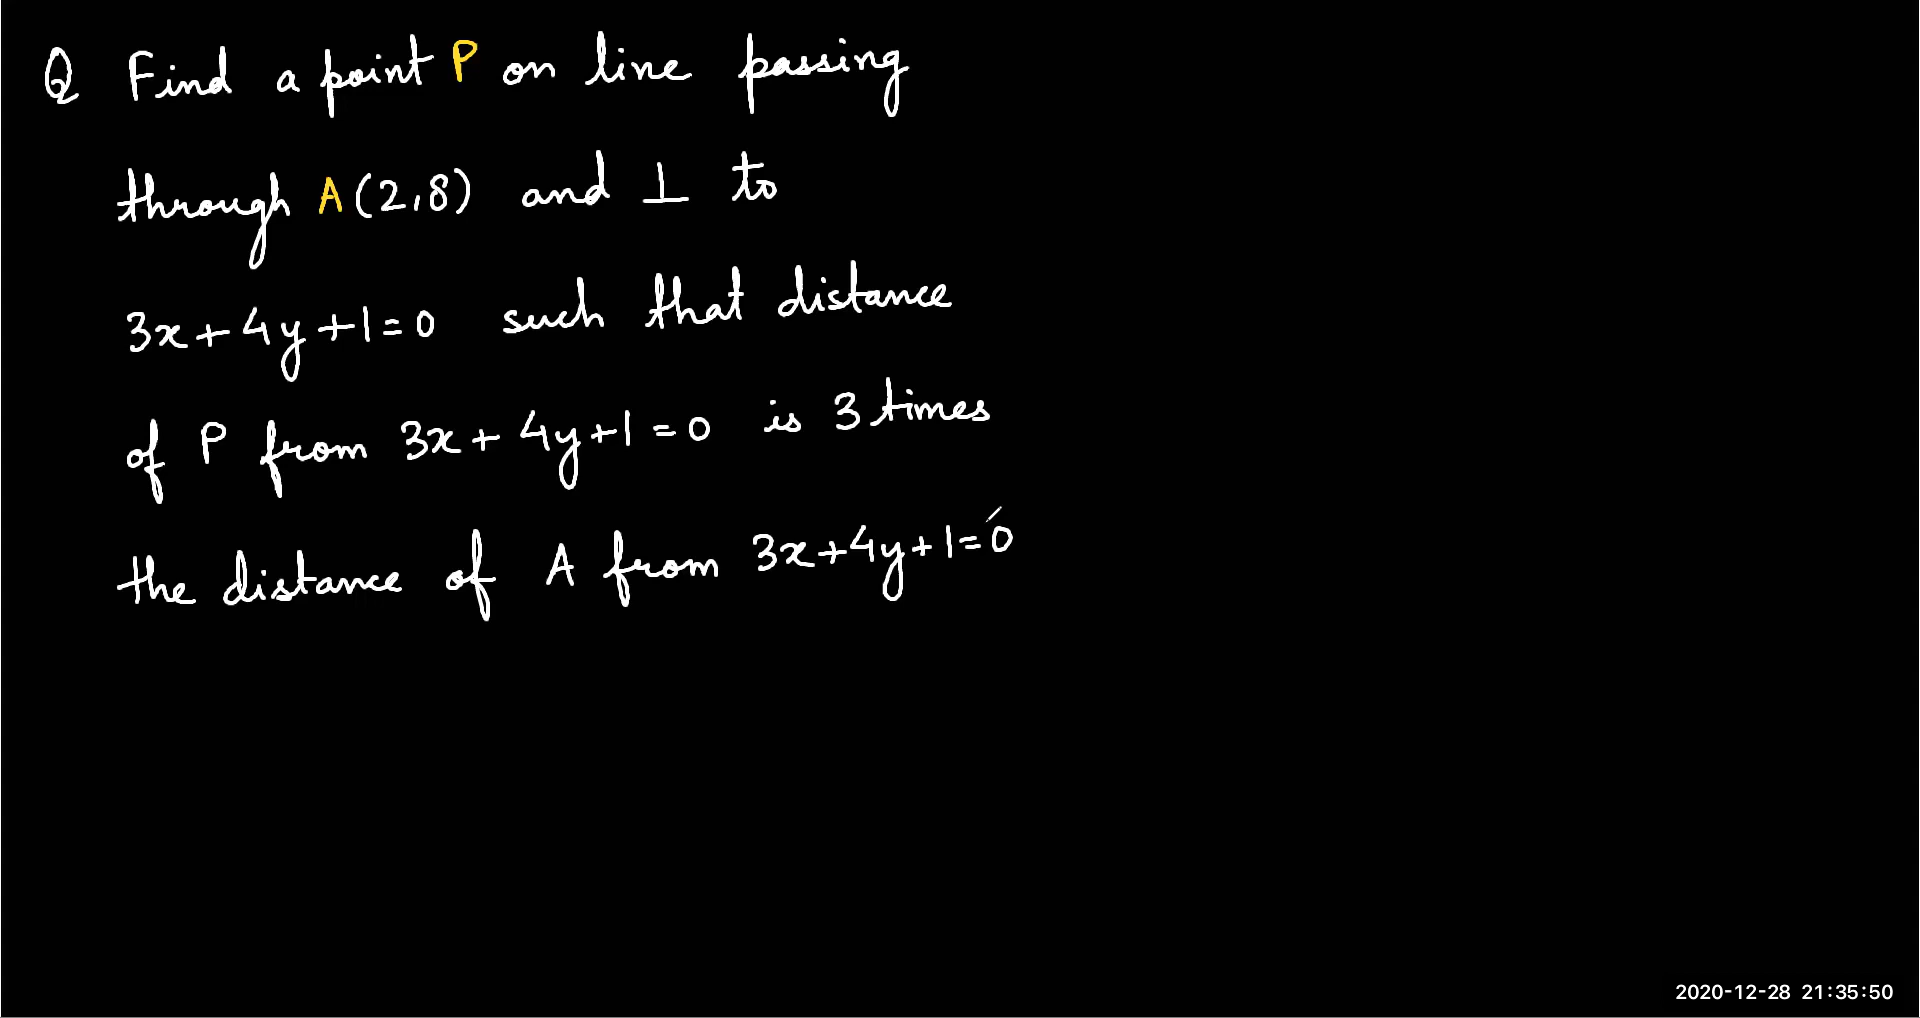 Q Find a point P on line passing
through A(2,8) and ⊥ to
3x+4y+1=0 such that distance
of P from 3x+4y+1=0 is 3 times
the distance of A from 3x+4y+1=0
2020-12-28 21:35:50